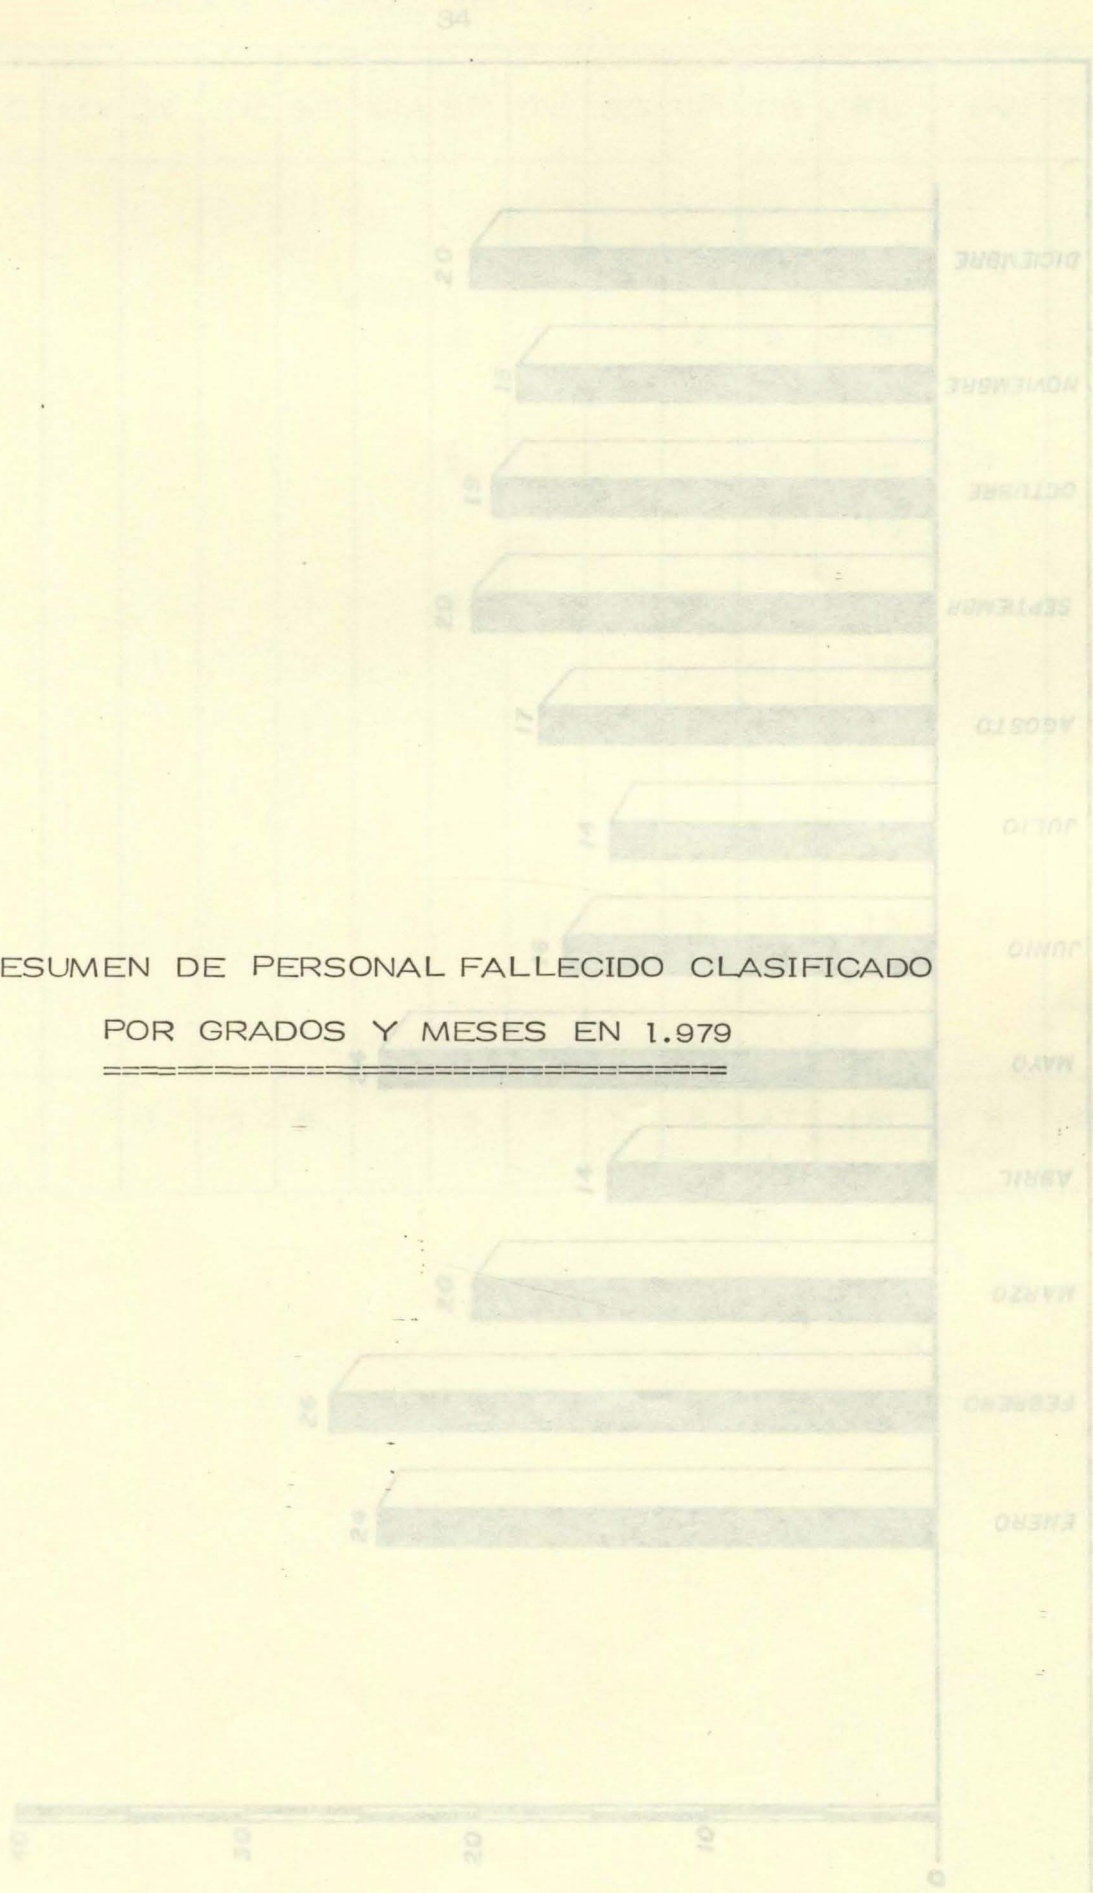 34
20
DICIEMBRE
18
NOVIEMBRE
19
OCTUBRE
20
SEPTIEMBR
17
AGOSTO
14
JULIO
JUNIO
ESUMEN DE PERSONAL FALLECIDO CLASIFICADO
POR GRADOS Y MESES EN 1.979
==================================
24
MAYO
14
ABRIL
20
MARZO
26
FEBRERO
24
ENERO
40 30 20 10 0